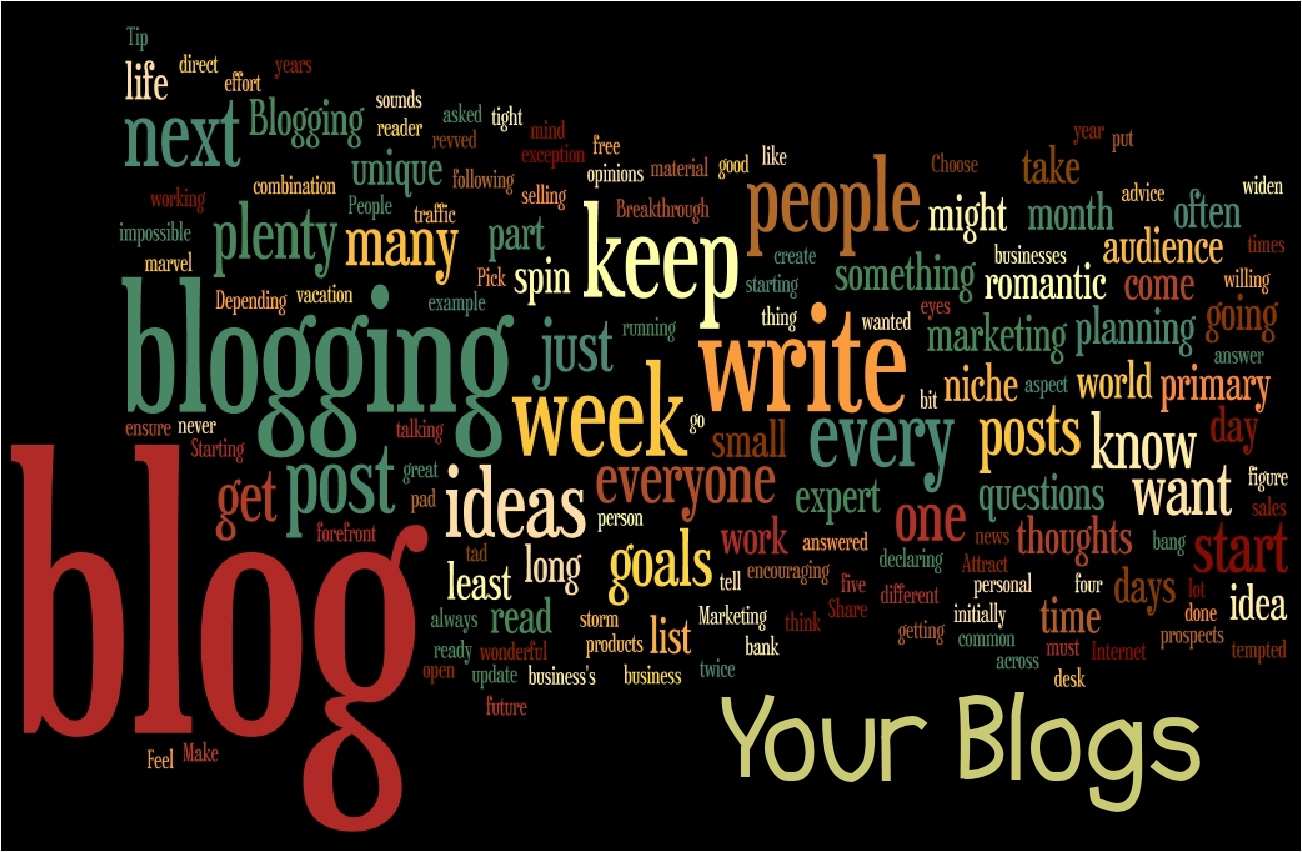 Tip
life direct effort years
next Blogging sounds reader asked tight
revved mind exception free
unique following opinions material good like
working combination selling
People traffic Breakthrough people Choose take year put
impossible plenty many part keep might month advice often widen
marvel Pick spin create something businesses audience times
Depending vacation example starting romantic come willing
blogging just running thing write wanted eyes marketing planning going
answer
week go bit niche aspect world primary
ensure never talking small every posts know day
Starting
blog get post great pad ideas everyone expert questions want figure
forefront person one sales
tad least long goals work answered news thoughts bang start
tell encouraging declaring Attract
five different personal four days lot idea
always read storm Marketing think Share initially time done
ready wonderful products list bank getting common must Internet prospects tempted
open update business's business twice across desk
future
Feel Make
Your Blogs